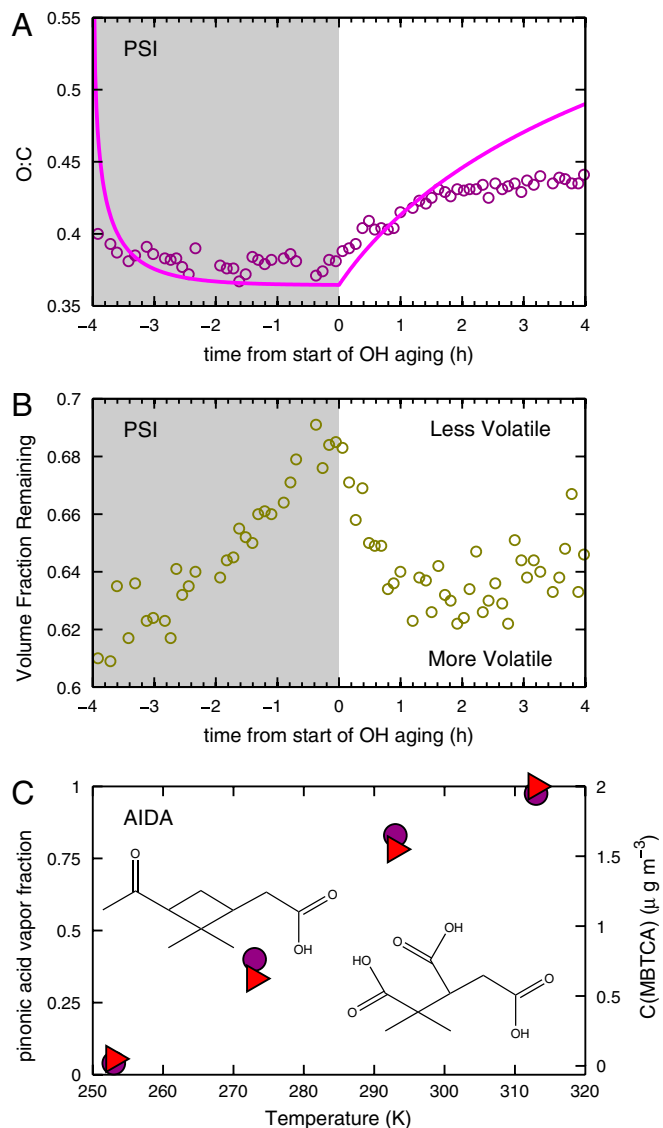 A
PSI
O:C
0.55
0.5
0.45
0.4
0.35
−4 −3 −2 −1 0 1 2 3 4
time from start of OH aging (h)
B
PSI
Less Volatile
More Volatile
Volume Fraction Remaining
0.7
0.68
0.66
0.64
0.62
0.6
−4 −3 −2 −1 0 1 2 3 4
time from start of OH aging (h)
C
AIDA
pinonic acid vapor fraction
1
0.75
0.5
0.25
0
C(MBTCA) (μ g m−3)
2
1.5
1
0.5
0
O
O
OH
OH
O
HO
O
O
OH
250 260 270 280 290 300 310 320
Temperature (K)